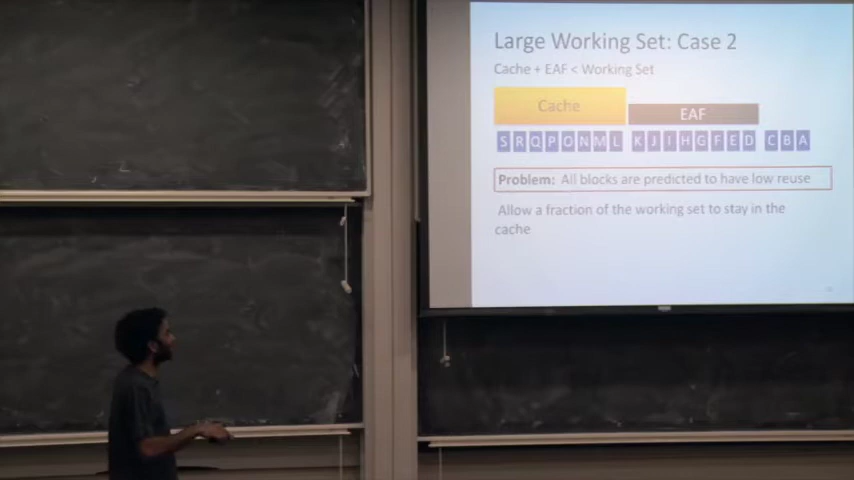 Large Working Set: Case 2
Cache + EAF < Working Set
Cache
EAF
S R Q P O N M L K J I H G F E D C B A
Problem: All blocks are predicted to have low reuse
Allow a fraction of the working set to stay in the
cache